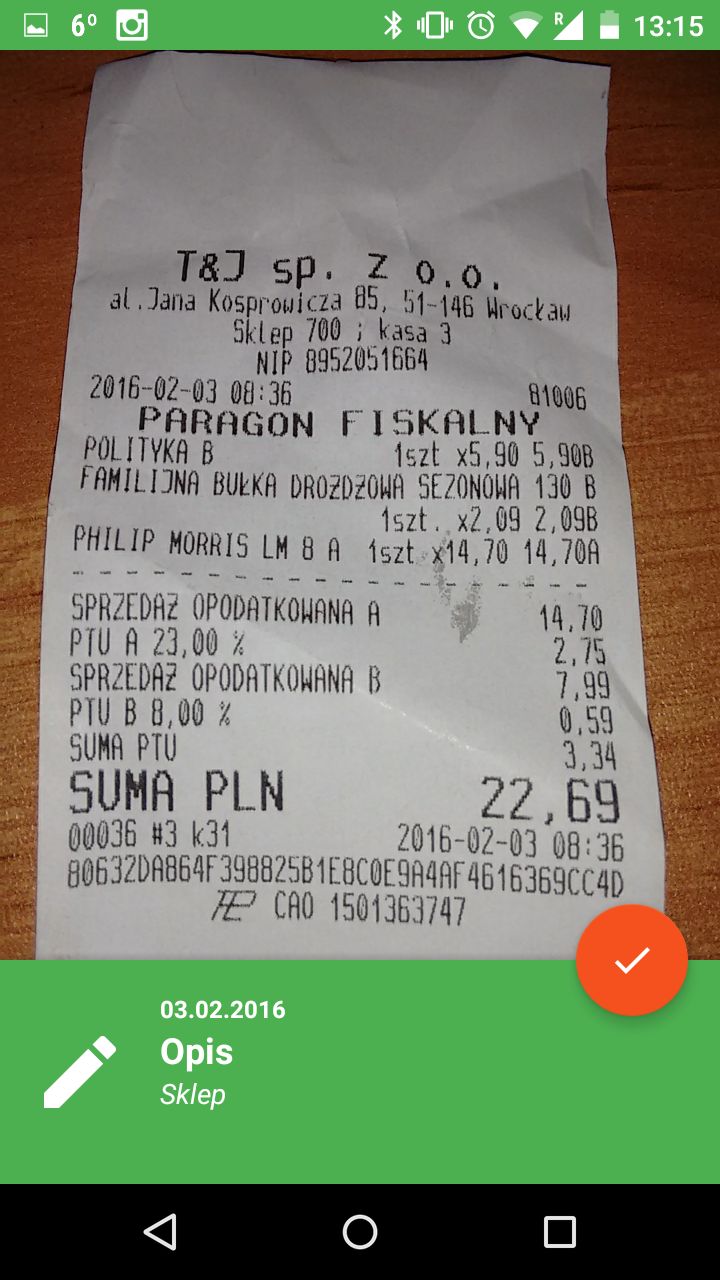 6°
R
13:15
T&J sp. Z o.o.
al.Jana Kosprowicza 85, 51-146 Wrocław
Sklep 700 ; kasa 3
NIP 8952051664
2016-02-03 08:36 81006
PARAGON FISKALNY
POLITYKA B 1szt x5,90 5,90B
FAMILIJNA BUŁKA DROŻDŻOWA SEZONOWA 130 B
1szt. x2,09 2,09B
PHILIP MORRIS LM 8 A 1szt x14,70 14,70A
SPRZEDAŻ OPODATKOWANA A 14,70
PTU A 23,00 % 2,75
SPRZEDAŻ OPODATKOWANA B 7,99
PTU B 8,00 % 0,59
SUMA PTU 3,34
SUMA PLN 22,69
00036 #3 k31 2016-02-03 08:36
80632DA864F398825B1E8C0E9A4AF4616369CC4D
CAO 1501363747
03.02.2016
Opis
Sklep